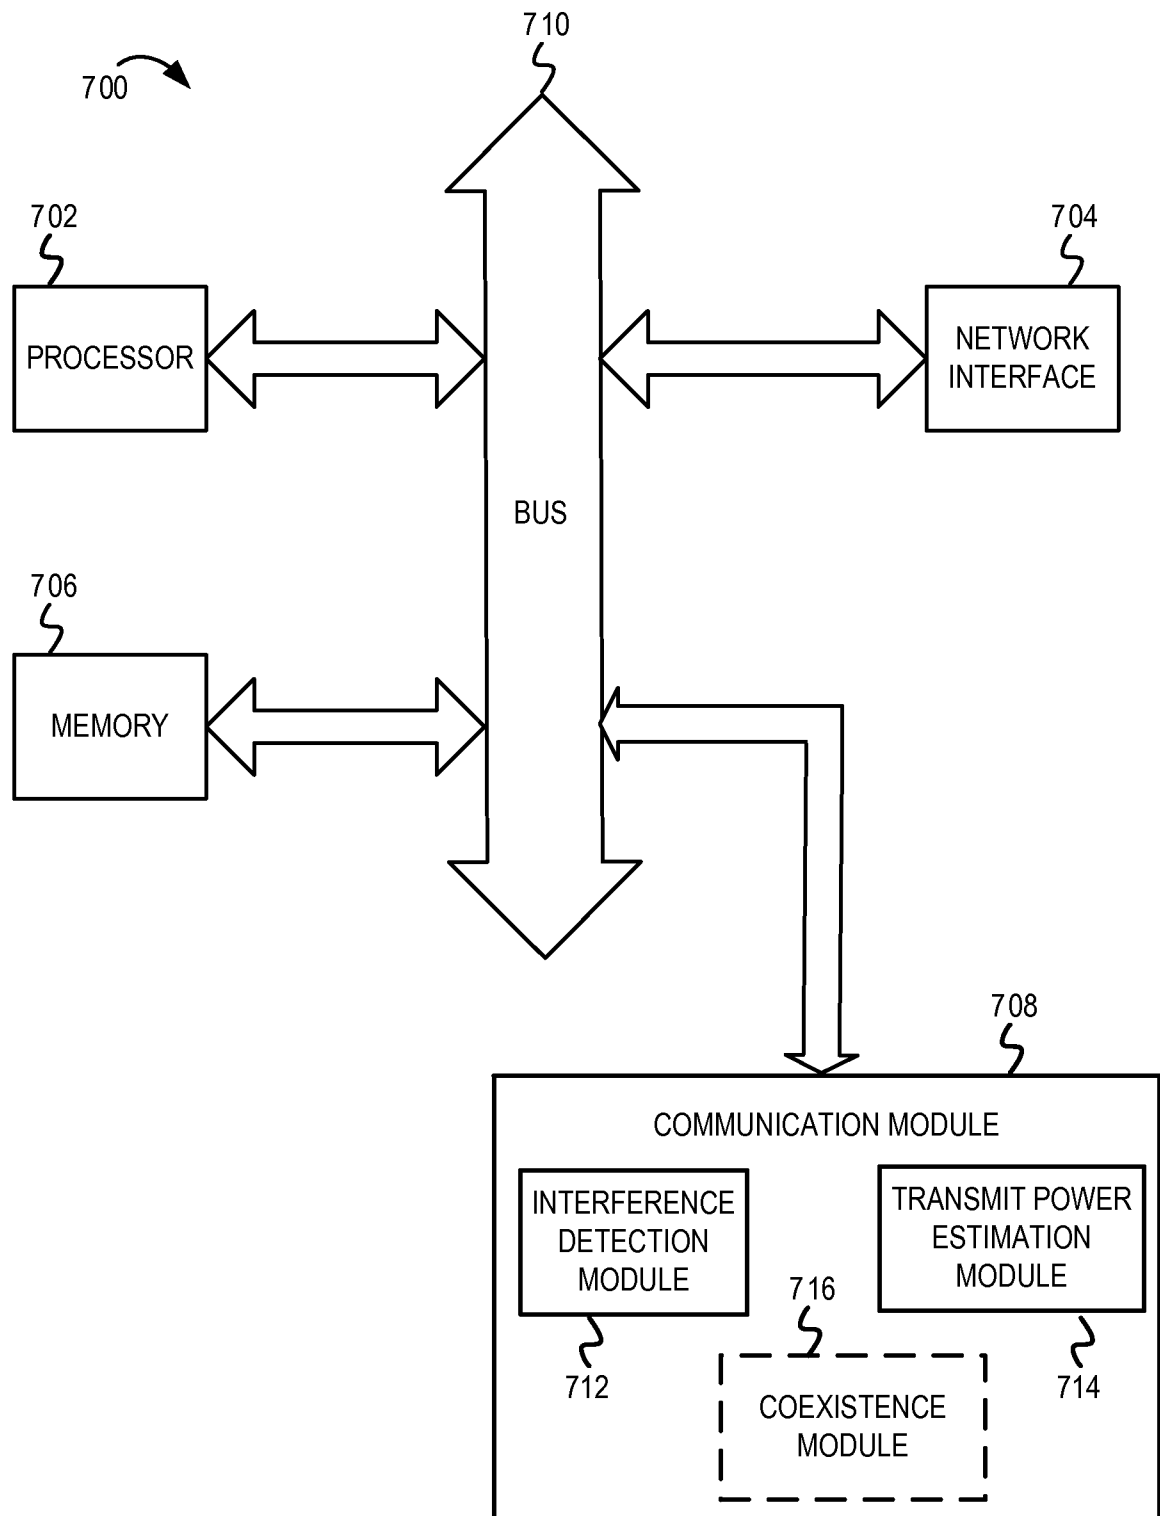 710
700
702
704
PROCESSOR
NETWORK
INTERFACE
BUS
706
MEMORY
708
COMMUNICATION MODULE
INTERFERENCE
DETECTION
MODULE
TRANSMIT POWER
ESTIMATION
MODULE
716
712
714
COEXISTENCE
MODULE